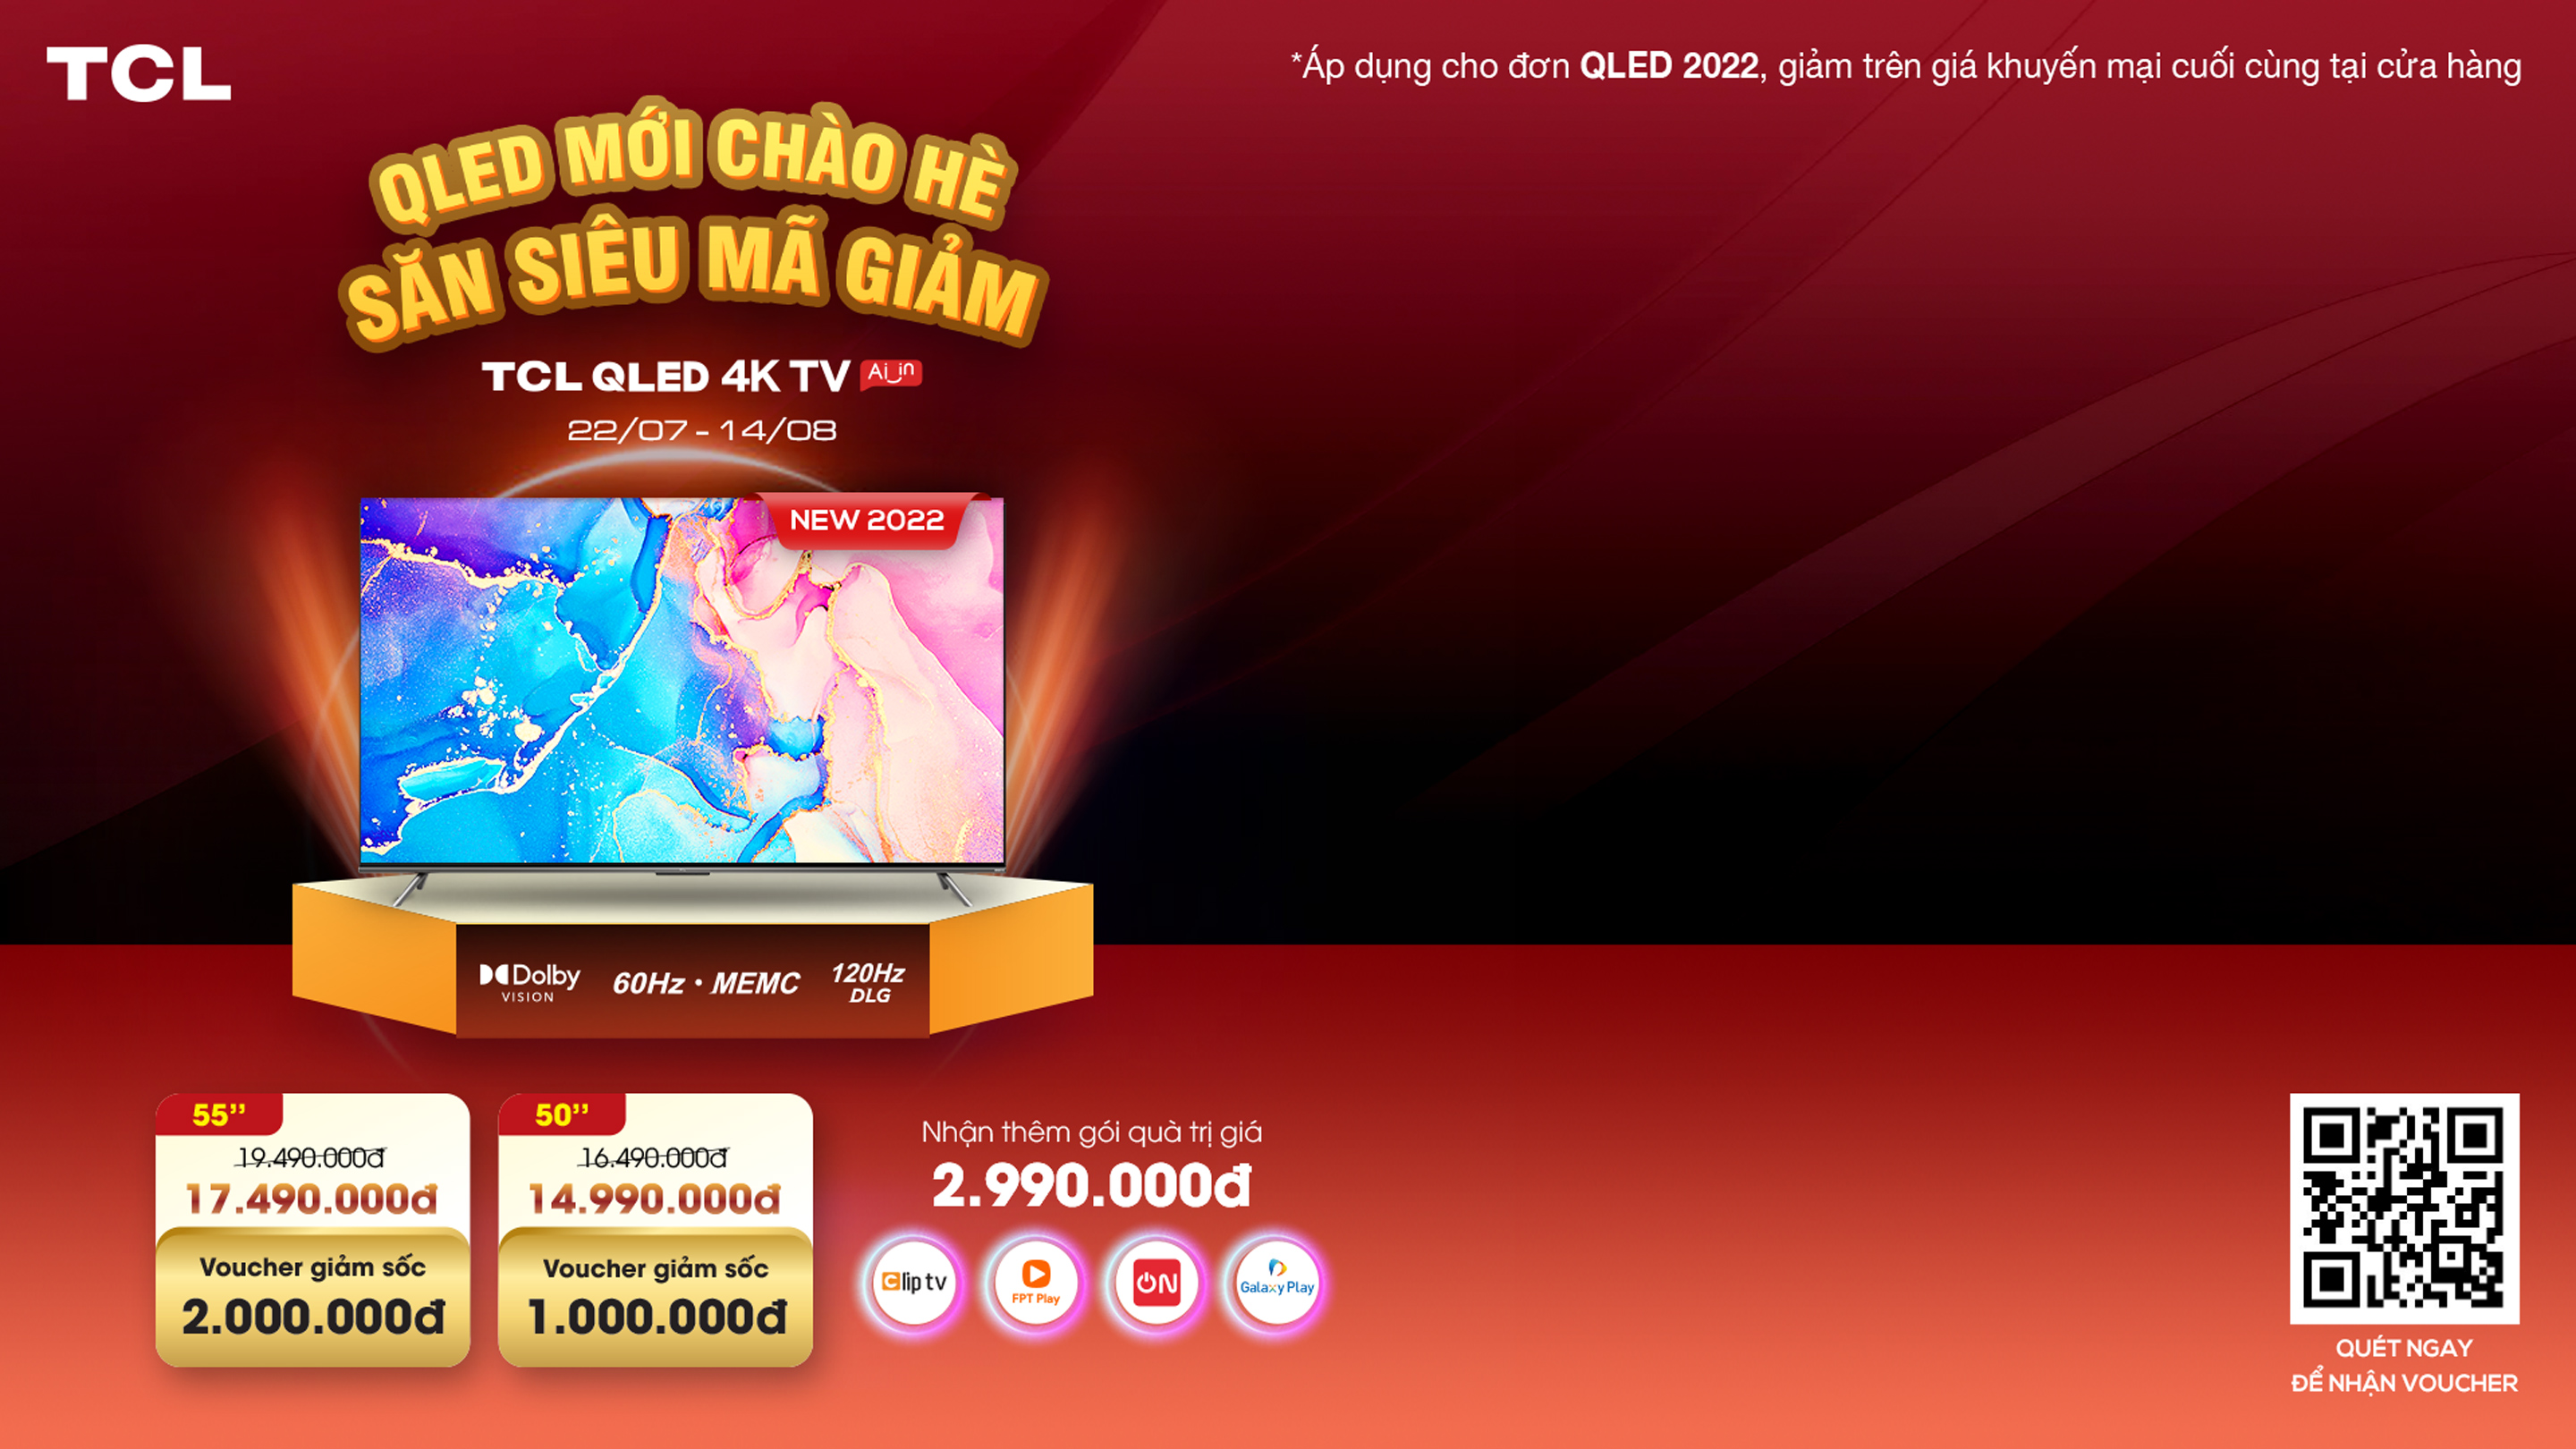 TCL
*Áp dụng cho đơn QLED 2022, giảm trên giá khuyến mại cuối cùng tại cửa hàng
QLED MỚI CHÀO HÈ
SĂN SIÊU MÃ GIẢM
TCL QLED 4K TV Ai_in
22/07 - 14/08
NEW 2022
Dolby
VISION
60Hz • MEMC
120Hz
DLG
55’’
19.490.000đ
17.490.000đ
Voucher giảm sốc
2.000.000đ
50’’
16.490.000đ
14.990.000đ
Voucher giảm sốc
1.000.000đ
Nhận thêm gói quà trị giá
2.990.000đ
Clip tv
FPT Play
ON
Galaxy Play
QUÉT NGAY
ĐỂ NHẬN VOUCHER